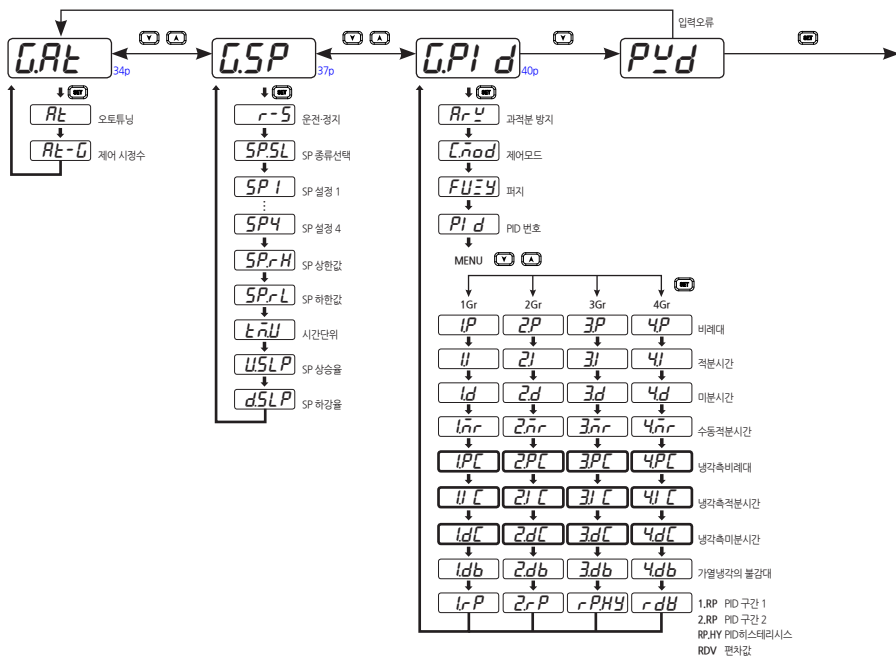 입력오류
G.At
G.SP
G.PId
PWd
34p
37p
40p
SET
SET
SET
SET
At 오토튜닝
At-G 제어 시정수
r-S 운전·정지
SP.SL SP 종류선택
SP1 SP 설정 1
SP4 SP 설정 4
SP.rH SP 상한값
SP.rL SP 하한값
tM.U 시간단위
U.SLP SP 상승율
d.SLP SP 하강율
ArW 과적분 방지
C.mod 제어모드
FUZY 퍼지
PId PID 번호
MENU
SET
1Gr 2Gr 3Gr 4Gr
1.P 2.P 3.P 4.P 비례대
1.I 2.I 3.I 4.I 적분시간
1.d 2.d 3.d 4.d 미분시간
1.mr 2.mr 3.mr 4.mr 수동적분시간
1.PC 2.PC 3.PC 4.PC 냉각측비례대
1.IC 2.IC 3.IC 4.IC 냉각측적분시간
1.dC 2.dC 3.dC 4.dC 냉각측미분시간
1.db 2.db 3.db 4.db 가열냉각의 불감대
1.rP 2.rP rP.HY rdV
1.RP PID 구간 1
2.RP PID 구간 2
RP.HY PID히스테리시스
RDV 편차값